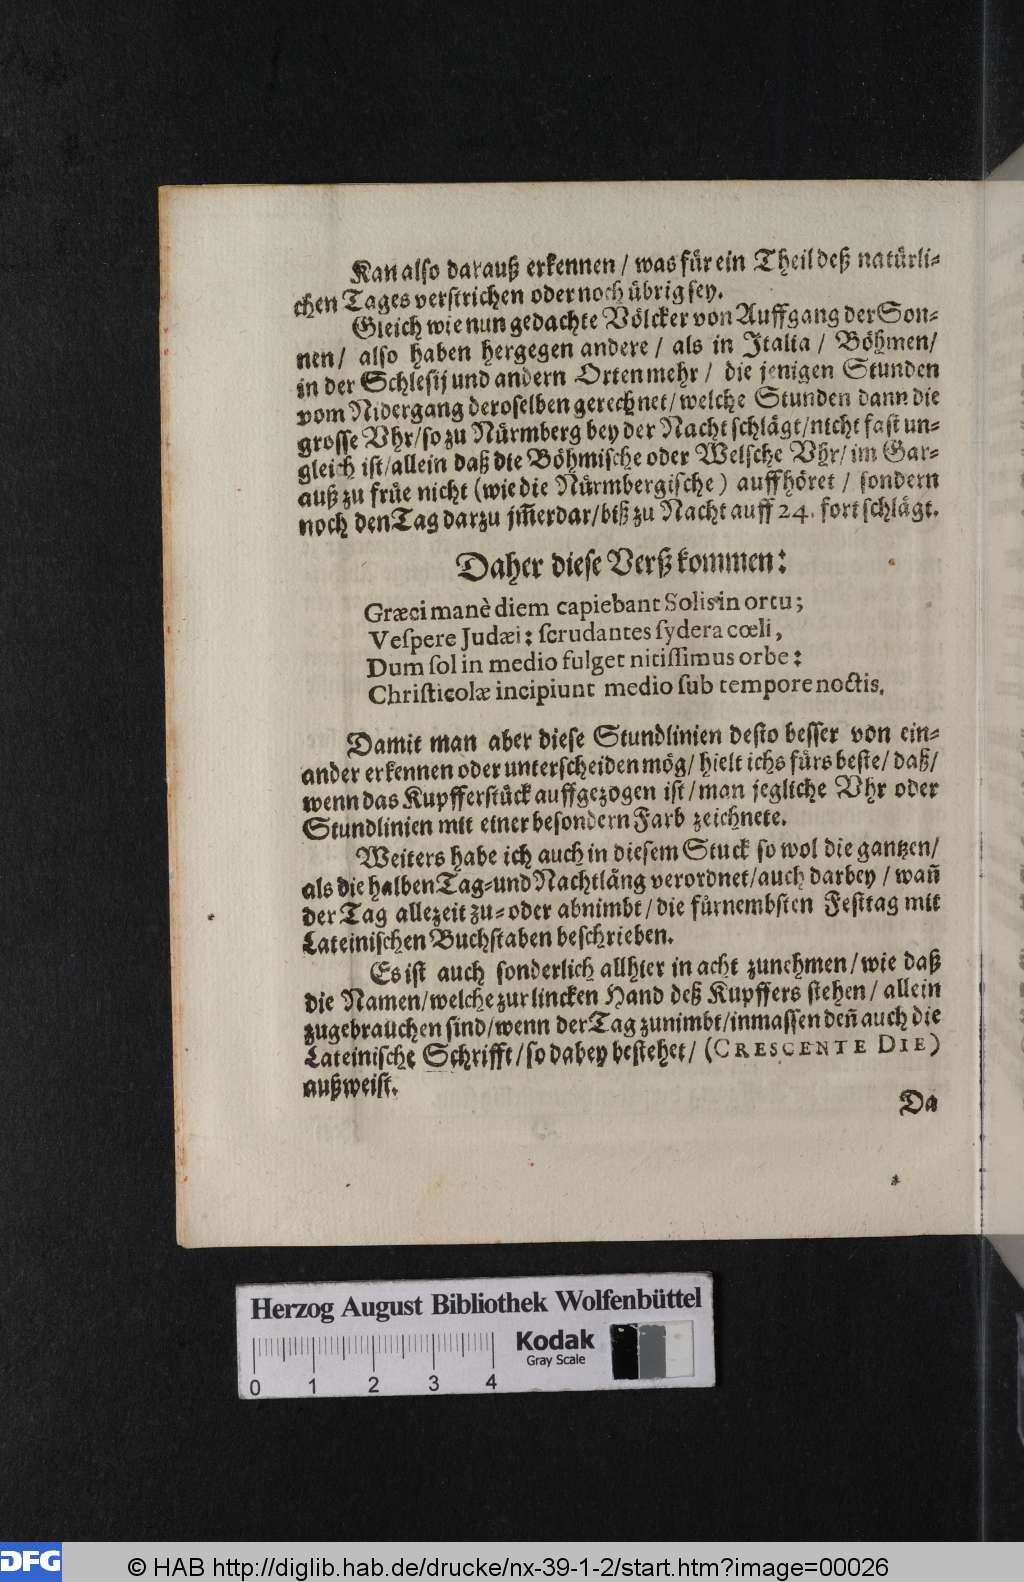 Kan also darauß erkennen / was für ein Theil deß natürli-
chen Tages verstrichen oder noch übrig sey.
Gleich wie nun gedachte Völcker von Auffgang der Son-
nen / also haben hergegen andere / als in Italia / Böhmen /
in der Schlesij und andern Orten mehr / die jenigen Stunden
vom Nidergang deroselben gerechnet / welche Stunden dann die
grosse Vhr / so zu Nürmberg bey der Nacht schlägt / nicht fast un-
gleich ist / allein daß die Böhmische oder Welsche Vhr / im Gar-
auß zu früe nicht (wie die Nürmbergische) auffhöret / sondern
noch den Tag darzu jm̃erdar / biß zu Nacht auff 24. fort schlägt.
Daher diese Verß kommen:
Græci manè diem capiebant Solis in ortu;
Veſpere Judæi: ſcrudantes ſydera cœli,
Dum ſol in medio fulget nitiſſimus orbe:
Chriſticolæ incipiunt medio ſub tempore noctis.
Damit man aber diese Stundlinien desto besser von ein-
ander erkennen oder unterscheiden mög / hielt ichs fürs beste / daß /
wenn das Kupfferstück auffgezogen ist / man jegliche Vhr oder
Stundlinien mit einer besondern Farb zeichnete.
Weiters habe ich auch in diesem Stuck so wol die gantzen /
als die halben Tag- und Nachtläng verordnet / auch darbey / wañ
der Tag allezeit zu- oder abnimbt / die fürnembsten Festtag mit
Lateinischen Buchstaben beschrieben.
Es ist auch sonderlich allhier in acht zunehmen / wie daß
die Namen / welche zur lincken Hand deß Kupffers stehen / allein
zugebrauchen sind / wenn der Tag zunimbt / inmassen deñ auch die
Lateinische Schrifft / so dabey bestehet / (CRESCENTE DIE)
außweist.
Da
Herzog August Bibliothek Wolfenbüttel
Kodak
Gray Scale
0 1 2 3 4
DFG © HAB http://diglib.hab.de/drucke/nx-39-1-2/start.htm?image=00026